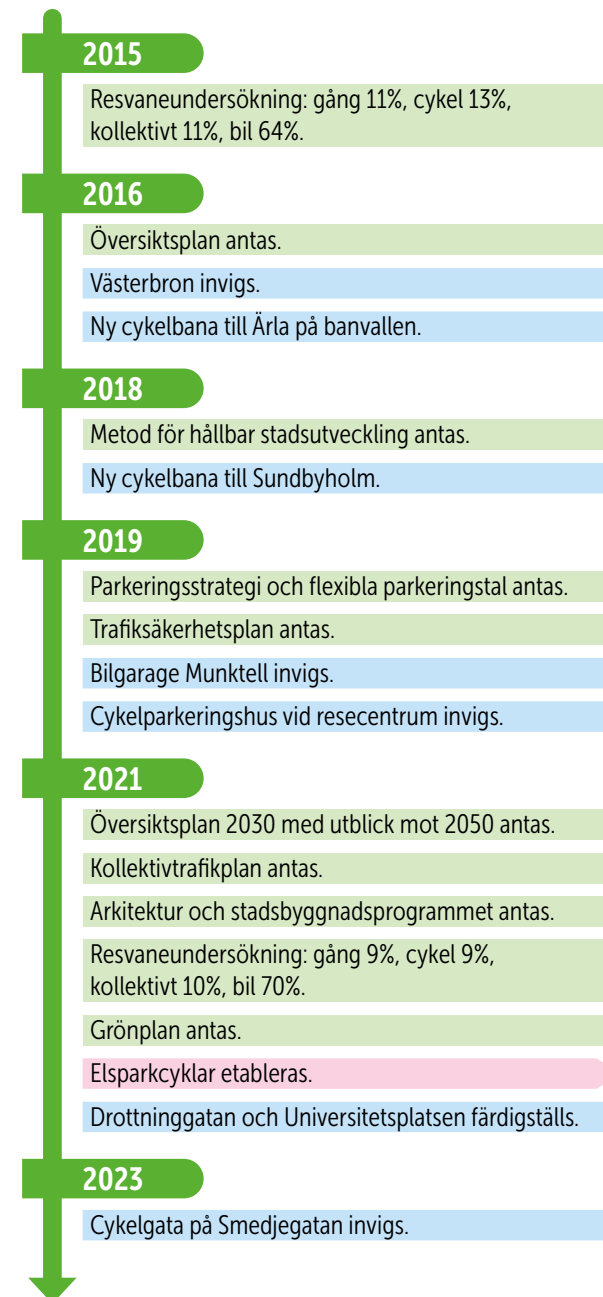 2015
Resvaneundersökning: gång 11%, cykel 13%,
kollektivt 11%, bil 64%.
2016
Översiktsplan antas.
Västerbron invigs.
Ny cykelbana till Ärla på banvallen.
2018
Metod för hållbar stadsutveckling antas.
Ny cykelbana till Sundbyholm.
2019
Parkeringsstrategi och flexibla parkeringstal antas.
Trafiksäkerhetsplan antas.
Bilgarage Munktell invigs.
Cykelparkeringshus vid resecentrum invigs.
2021
Översiktsplan 2030 med utblick mot 2050 antas.
Kollektivtrafikplan antas.
Arkitektur och stadsbyggnadsprogrammet antas.
Resvaneundersökning: gång 9%, cykel 9%,
kollektivt 10%, bil 70%.
Grönplan antas.
Elsparkcyklar etableras.
Drottninggatan och Universitetsplatsen färdigställs.
2023
Cykelgata på Smedjegatan invigs.